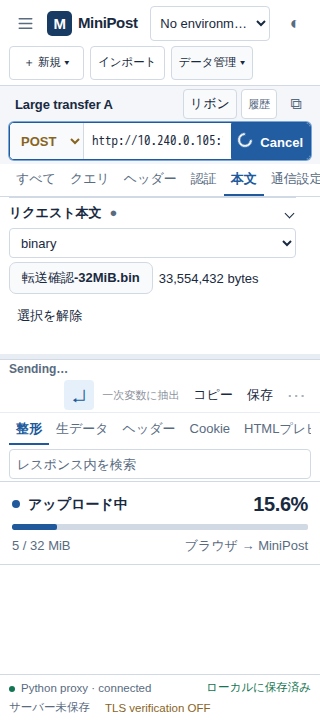 M MiniPost No environm…
＋ 新規 ▾ インポート データ管理 ▾
Large transfer A リボン 履歴
POST http://10.240.0.105: Cancel
すべて クエリ ヘッダー 認証 本文 通信設定
リクエスト本文 ●
binary
転送確認-32MiB.bin 33,554,432 bytes
選択を解除
Sending…
一次変数に抽出 コピー 保存 ···
整形 生データ ヘッダー Cookie HTMLプレビ
レスポンス内を検索
アップロード中 15.6%
5 / 32 MiB ブラウザ → MiniPost
Python proxy · connected ローカルに保存済み
サーバー未保存 TLS verification OFF